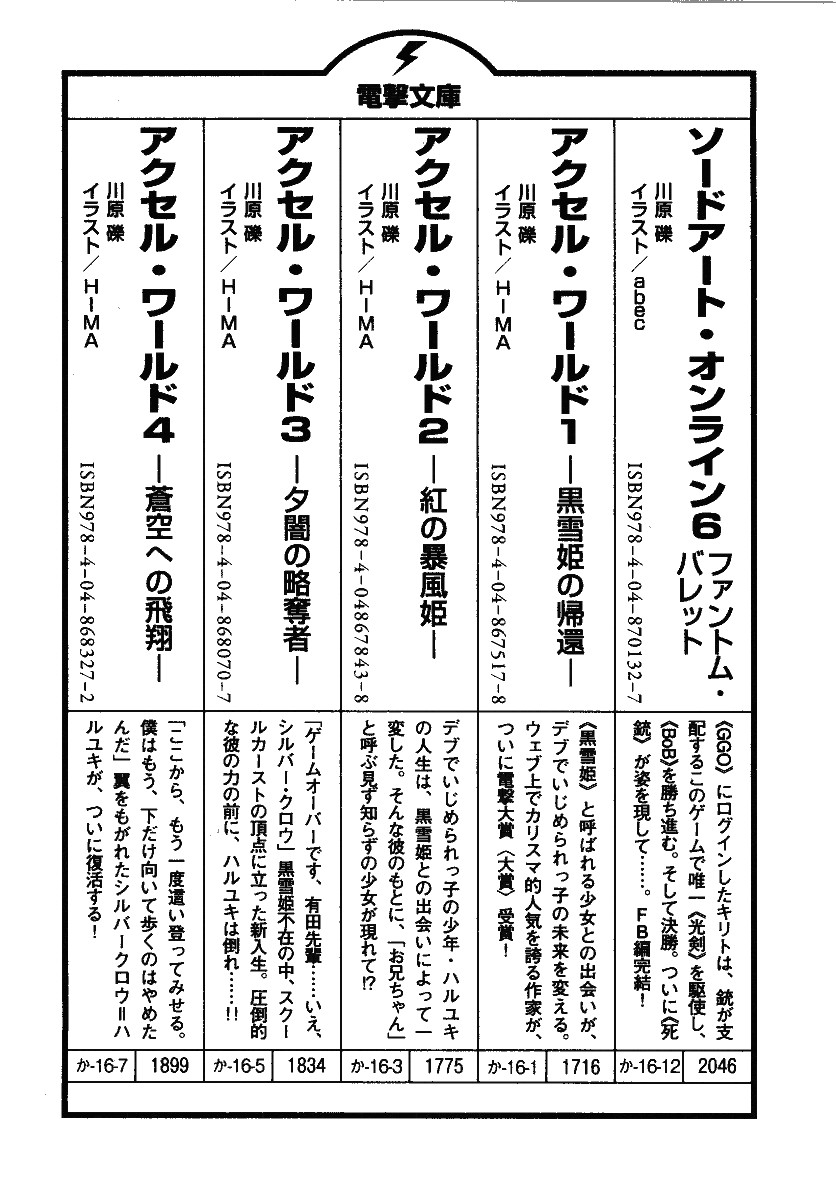 電撃文庫
ソードアート・オンライン6
ファントム・
バレット
川原 礫
イラスト／abec
ISBN978-4-04-870132-7
《GGO》にログインしたキリトは、銃が支
配するこのゲームで唯一《光剣》を駆使し、
《BoB》を勝ち進む。そして決勝。ついに《死
銃》が姿を現して……。FB編完結！
か-16-12
2046
アクセル・ワールド1
―黒雪姫の帰還―
川原 礫
イラスト／HIMA
ISBN978-4-04-867517-8
《黒雪姫》と呼ばれる少女との出会いが、
デブでいじめられっ子の未来を変える。
ウェブ上でカリスマ的人気を誇る作家が、
ついに電撃大賞〈大賞〉受賞！
か-16-1
1716
アクセル・ワールド2
―紅の暴風姫―
川原 礫
イラスト／HIMA
ISBN978-4-04867843-8
デブでいじめられっ子の少年・ハルユキ
の人生は、黒雪姫との出会いによって一
変した。そんな彼のもとに、「お兄ちゃん」
と呼ぶ見ず知らずの少女が現れて!?
か-16-3
1775
アクセル・ワールド3
―夕闇の略奪者―
川原 礫
イラスト／HIMA
ISBN978-4-04-868070-7
「ゲームオーバーです、有田先輩……いえ、
シルバー・クロウ」黒雪姫不在の中、スクー
ルカーストの頂点に立った新入生。圧倒的
な彼の力の前に、ハルユキは倒れ……!!
か-16-5
1834
アクセル・ワールド4
―蒼空への飛翔―
川原 礫
イラスト／HIMA
ISBN978-4-04-868327-2
「ここから、もう一度這い登ってみせる。
僕はもう、下だけ向いて歩くのはやめた
んだ」翼をもがれたシルバークロウ＝ハ
ルユキが、ついに復活する！
か-16-7
1899